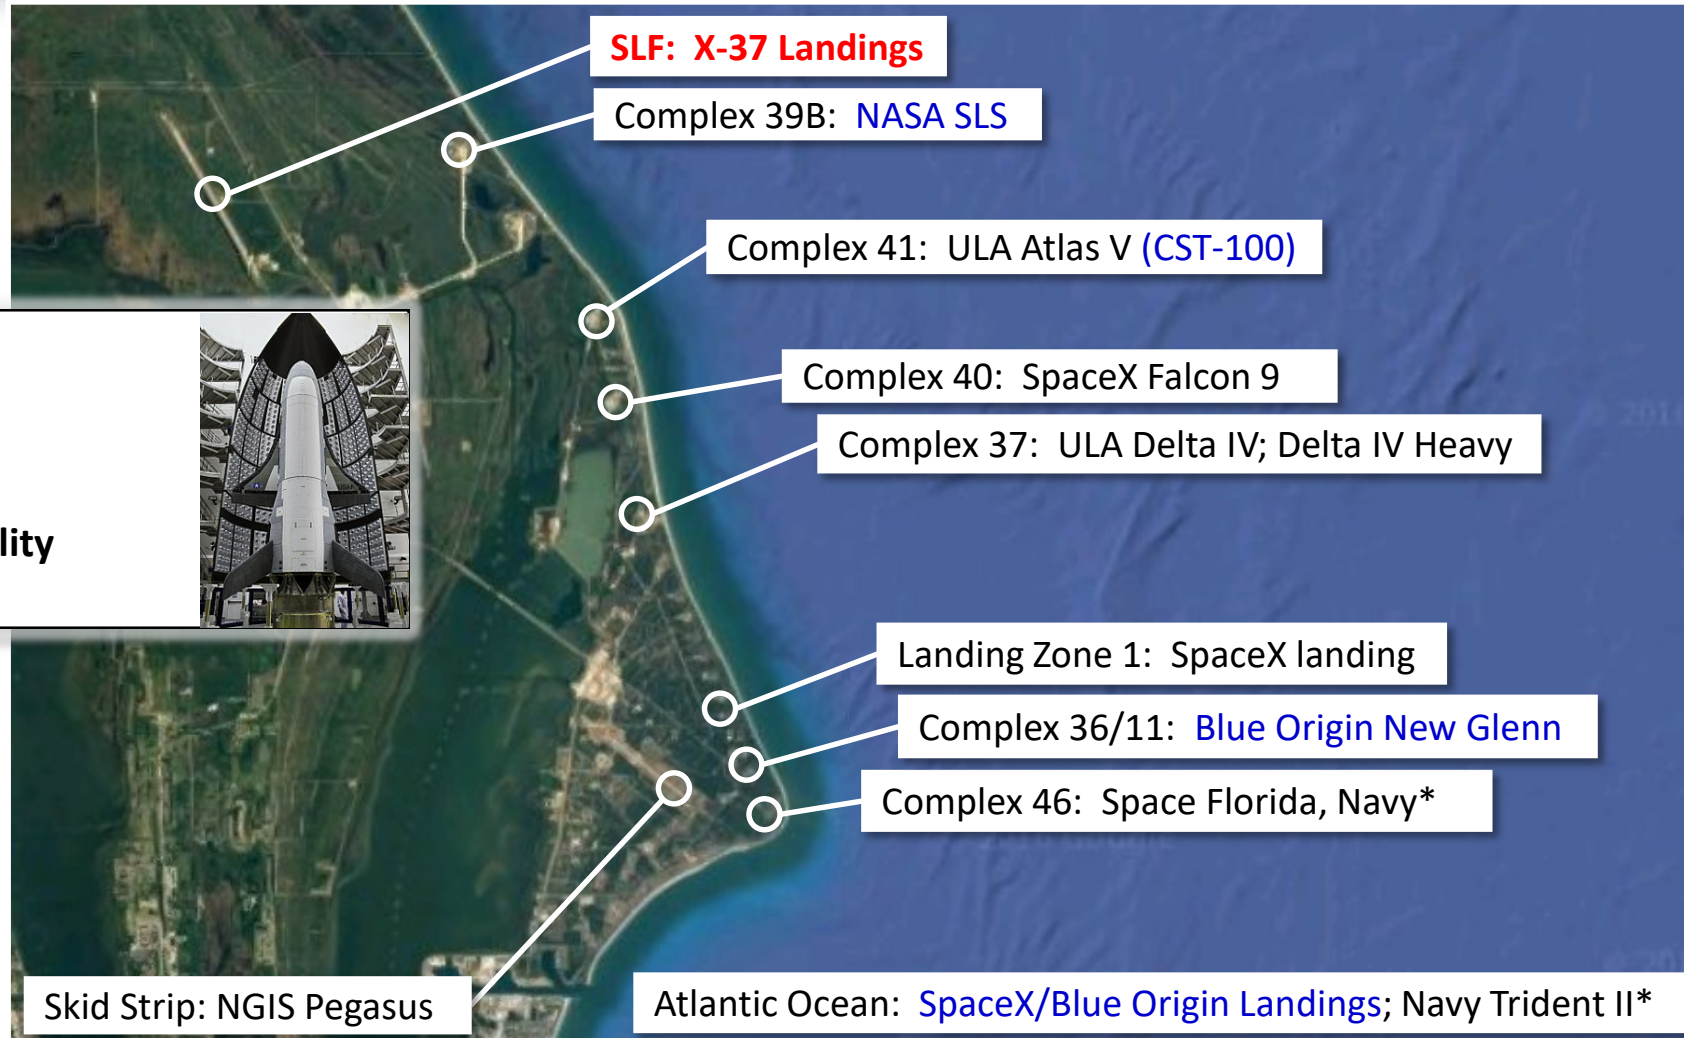 SLF: X-37 Landings
Complex 39B: NASA SLS
Complex 41: ULA Atlas V (CST-100)
Complex 40: SpaceX Falcon 9
Complex 37: ULA Delta IV; Delta IV Heavy
lity
Landing Zone 1: SpaceX landing
Complex 36/11: Blue Origin New Glenn
Complex 46: Space Florida, Navy*
Skid Strip: NGIS Pegasus
Atlantic Ocean: SpaceX/Blue Origin Landings; Navy Trident II*